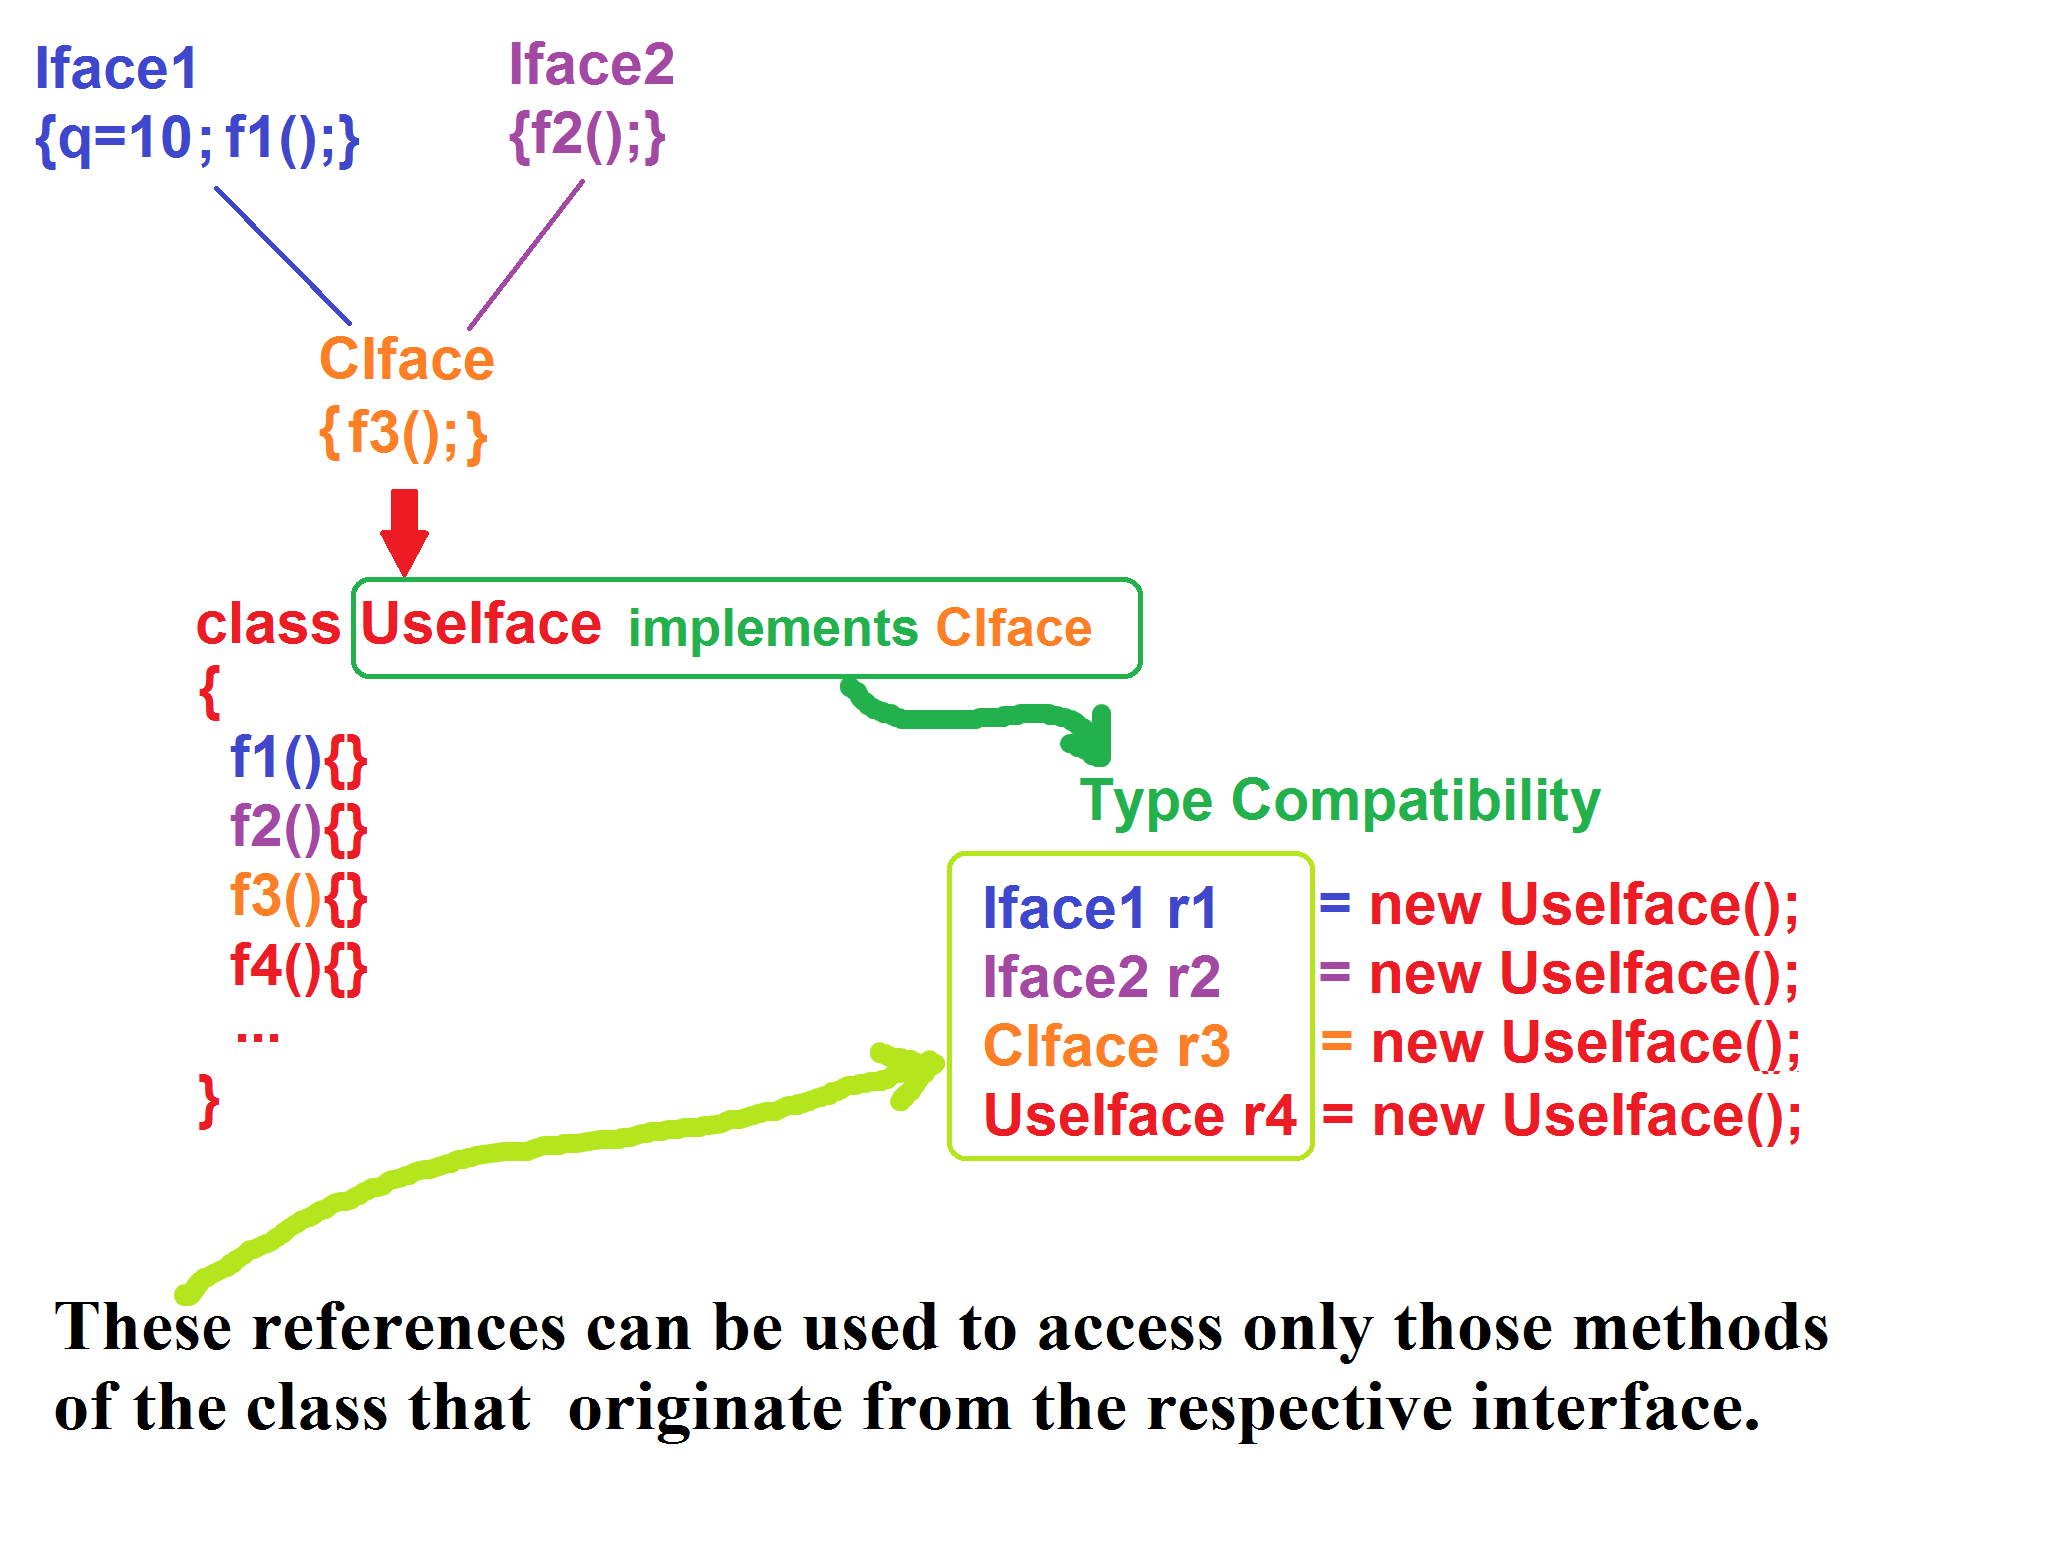 Iface1
{q=10; f1();}
Iface2
{f2();}
CIface
{f3();}
class UseIface implements CIface
{
f1(){}
f2(){}
f3(){}
f4(){}
...
}
Type Compatibility
Iface1 r1 = new UseIface();
Iface2 r2 = new UseIface();
CIface r3 = new UseIface();
UseIface r4 = new UseIface();
These references can be used to access only those methods
of the class that originate from the respective interface.